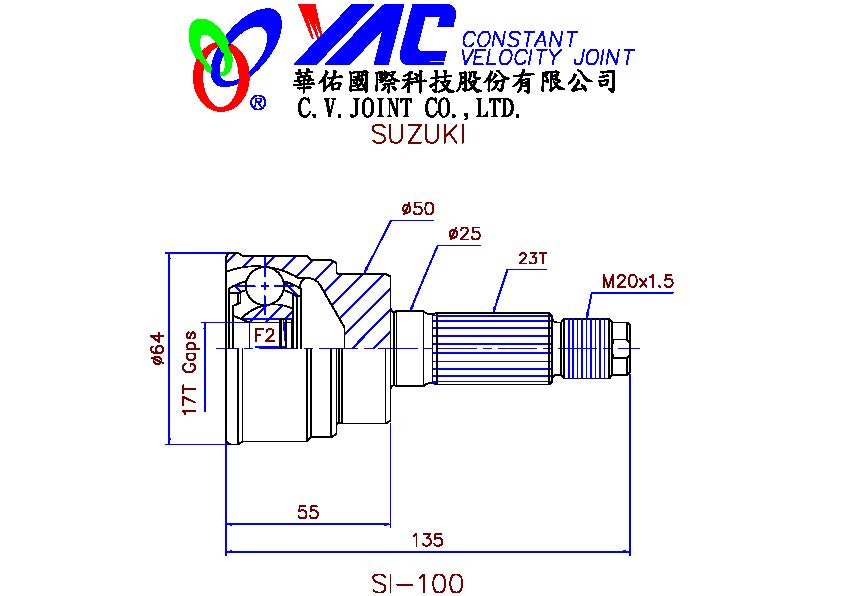 YAC CONSTANT
VELOCITY JOINT
®
華佑國際科技股份有限公司
C.V.JOINT CO.,LTD.
SUZUKI
ø50
ø25
23T
M20x1.5
ø64
17T Gaps
F2
55
135
SI-100